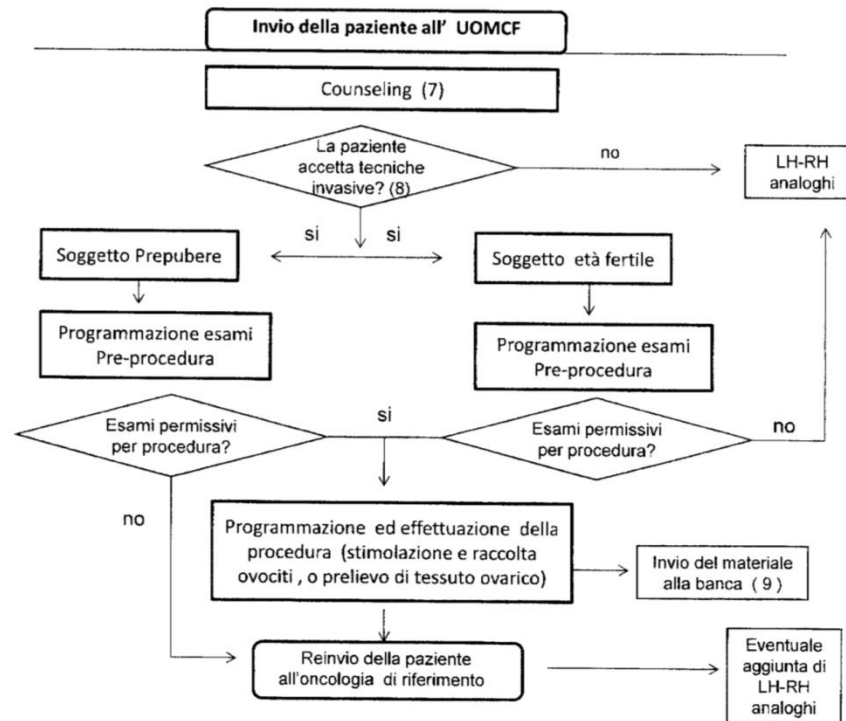 Invio della paziente all' UOMCF
Counseling (7)
La paziente
accetta tecniche
invasive? (8)
no
LH-RH
analoghi
si
si
Soggetto Prepubere
Soggetto età fertile
Programmazione esami
Pre-procedura
Programmazione esami
Pre-procedura
Esami permissivi
per procedura?
si
Esami permissivi
per procedura?
no
no
Programmazione ed effettuazione della
procedura (stimolazione e raccolta
ovociti , o prelievo di tessuto ovarico)
Invio del materiale
alla banca ( 9 )
Reinvio della paziente
all'oncologia di riferimento
Eventuale
aggiunta di
LH-RH
analoghi